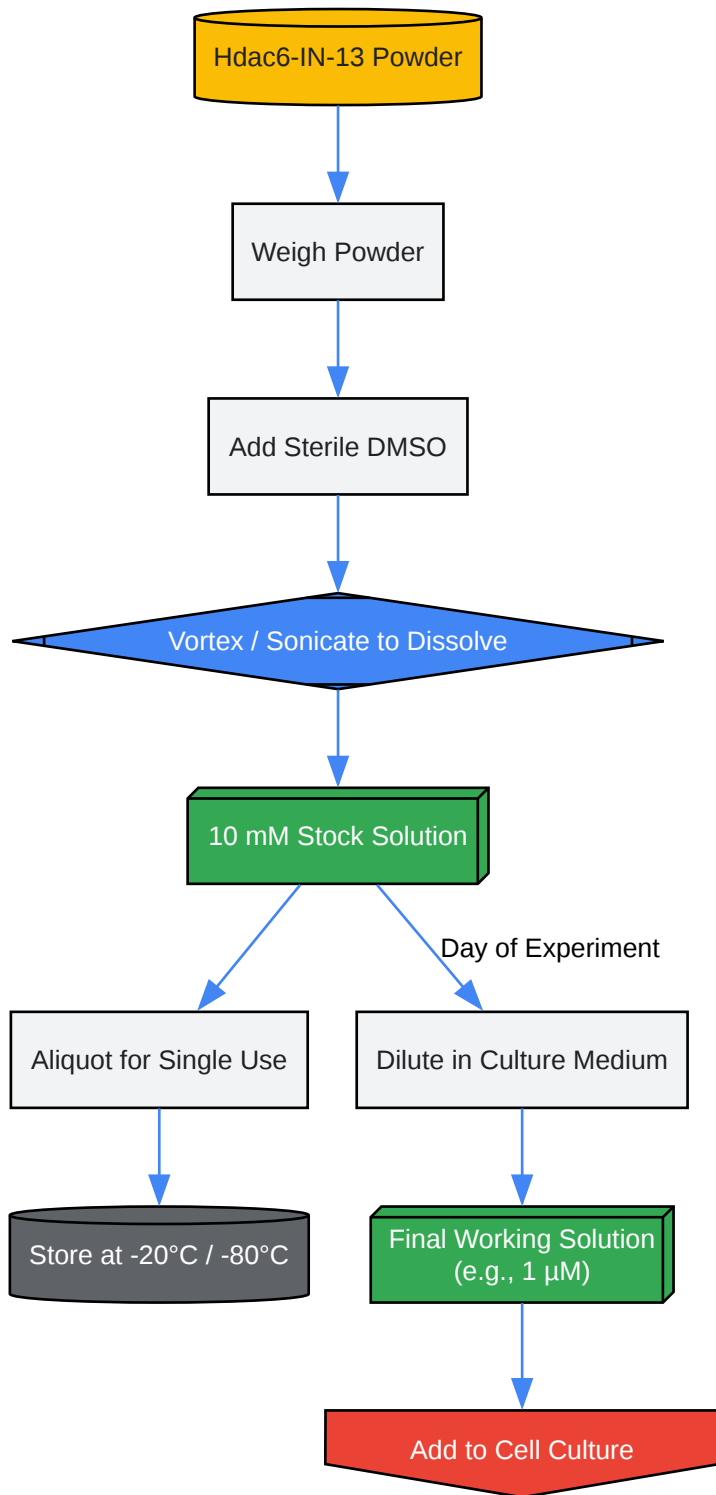 Hdac6-IN-13 Powder
Weigh Powder
Add Sterile DMSO
Vortex / Sonicate to Dissolve
10 mM Stock Solution
Day of Experiment
Aliquot for Single Use
Dilute in Culture Medium
Store at -20°C / -80°C
Final Working Solution
(e.g., 1 µM)
Add to Cell Culture